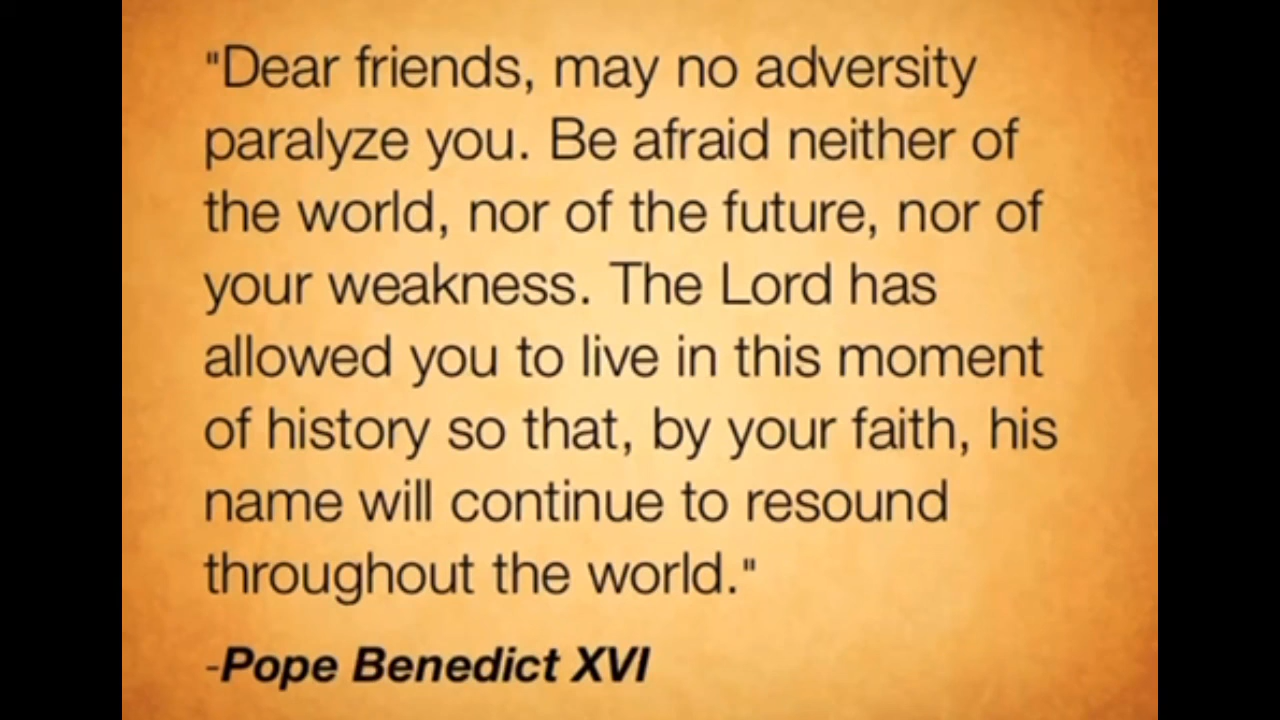 "Dear friends, may no adversity
paralyze you. Be afraid neither of
the world, nor of the future, nor of
your weakness. The Lord has
allowed you to live in this moment
of history so that, by your faith, his
name will continue to resound
throughout the world."
-Pope Benedict XVI